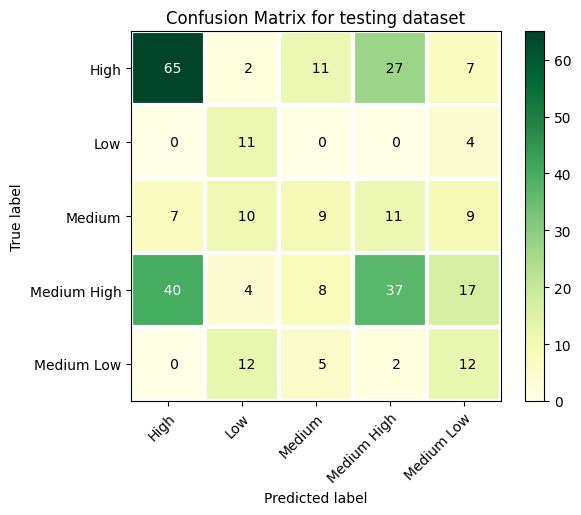 Confusion Matrix for testing dataset
High 65 2 11 27 7
Low 0 11 0 0 4
Medium 7 10 9 11 9
Medium High 40 4 8 37 17
Medium Low 0 12 5 2 12
High Low Medium Medium High Medium Low
Predicted label
True label
60
50
40
30
20
10
0